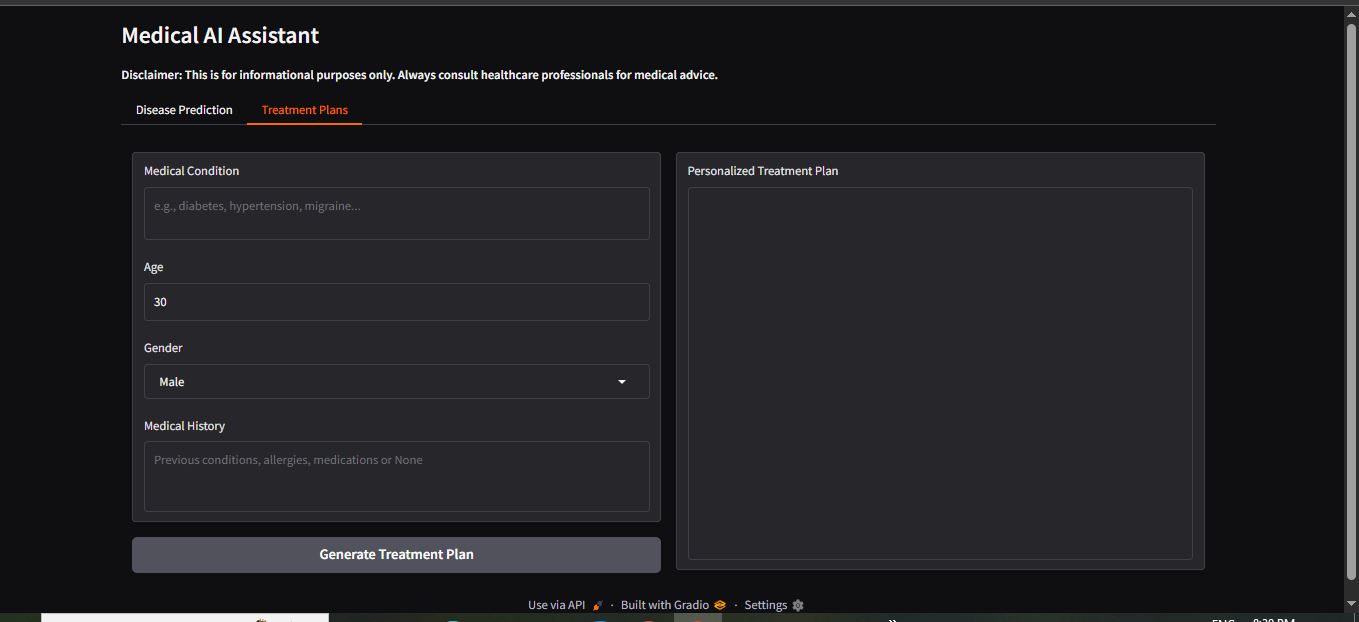 Medical AI Assistant
Disclaimer: This is for informational purposes only. Always consult healthcare professionals for medical advice.
Disease Prediction
Treatment Plans
Medical Condition
e.g., diabetes, hypertension, migraine...
Age
30
Gender
Male
Medical History
Previous conditions, allergies, medications or None
Generate Treatment Plan
Personalized Treatment Plan
Use via API · Built with Gradio · Settings